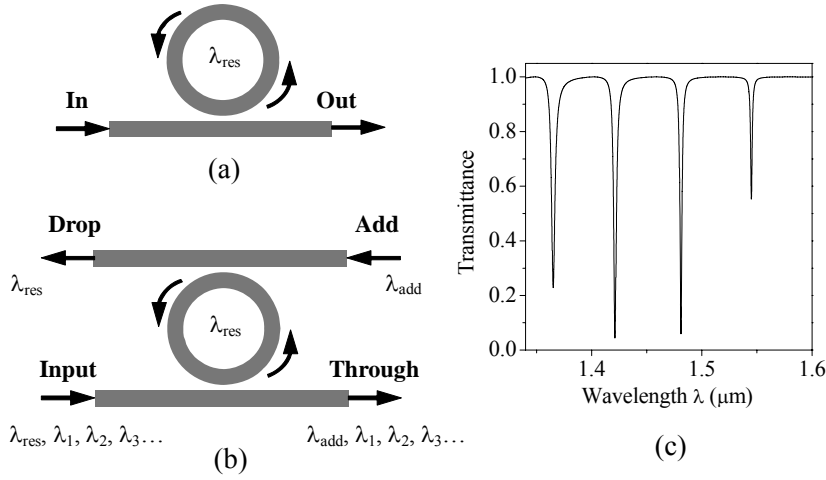 λres
In
Out
(a)
Drop
Add
λres
λadd
λres
Input
Through
λres, λ1, λ2, λ3...
λadd, λ1, λ2, λ3...
(b)
Transmittance
1.0
0.8
0.6
0.4
0.2
0.0
1.4
1.5
1.6
Wavelength λ (μm)
(c)